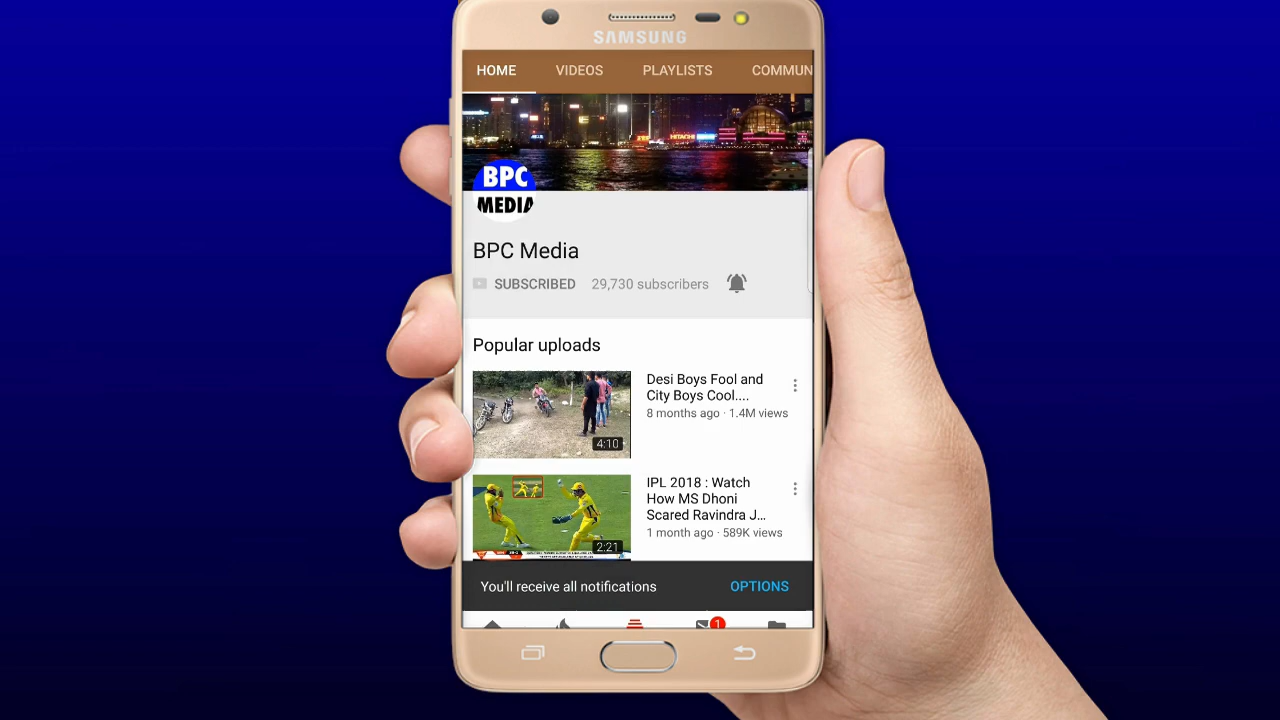 SAMSUNG
HOME VIDEOS PLAYLISTS COMMUN
HITACHI
BPC
MEDIA
BPC Media
SUBSCRIBED 29,730 subscribers
Popular uploads
Desi Boys Fool and
City Boys Cool....
8 months ago · 1.4M views
4:10
IPL 2018 : Watch
How MS Dhoni
Scared Ravindra J...
1 month ago · 589K views
2:21
You'll receive all notifications OPTIONS
1